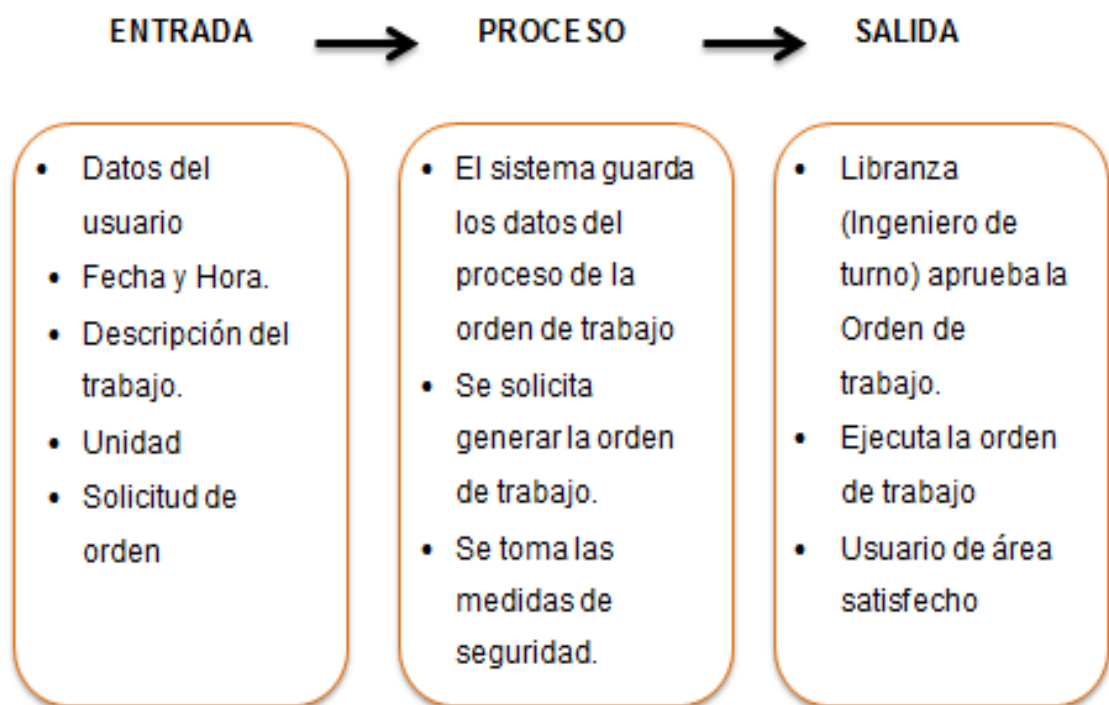 ENTRADA
PROCESO
SALIDA
• Datos del
usuario
• Fecha y Hora.
• Descripción del
trabajo.
• Unidad
• Solicitud de
orden
• El sistema guarda
los datos del
proceso de la
orden de trabajo
• Se solicita
generar la orden
de trabajo.
• Se toma las
medidas de
seguridad.
• Libranza
(Ingeniero de
turno) aprueba la
Orden de
trabajo.
• Ejecuta la orden
de trabajo
• Usuario de área
satisfecho